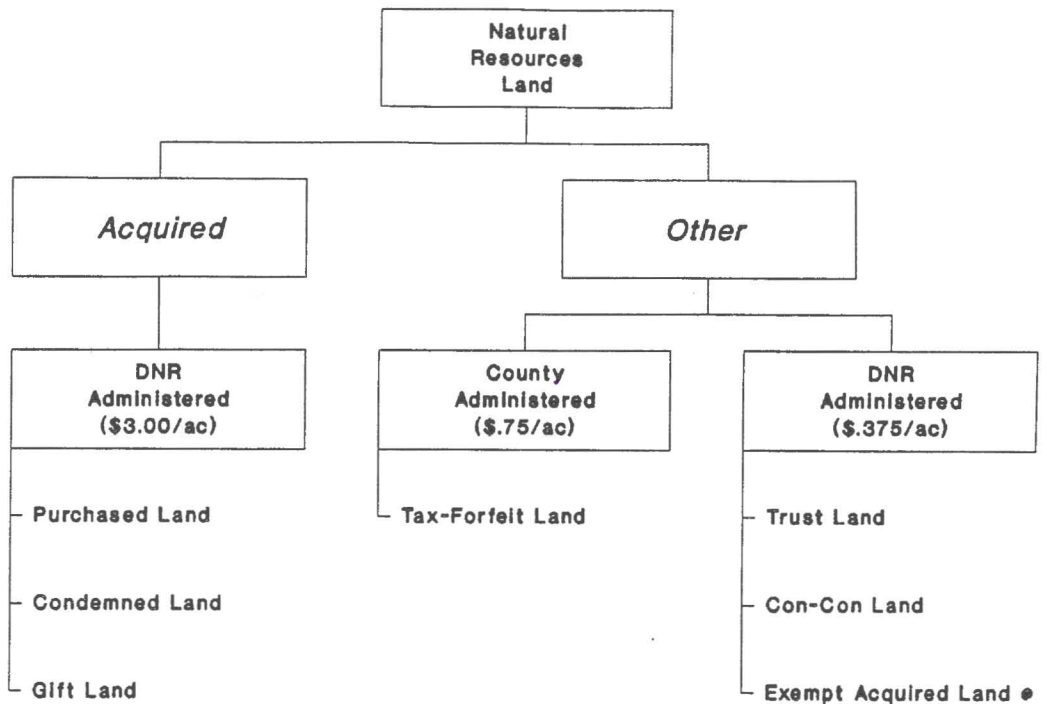 Natural
Resources
Land
Acquired
Other
DNR
Administered
($3.00/ac)
County
Administered
($.75/ac)
DNR
Administered
($.375/ac)
Purchased Land
Condemned Land
Gift Land
Tax-Forfeit Land
Trust Land
Con-Con Land
Exempt Acquired Land